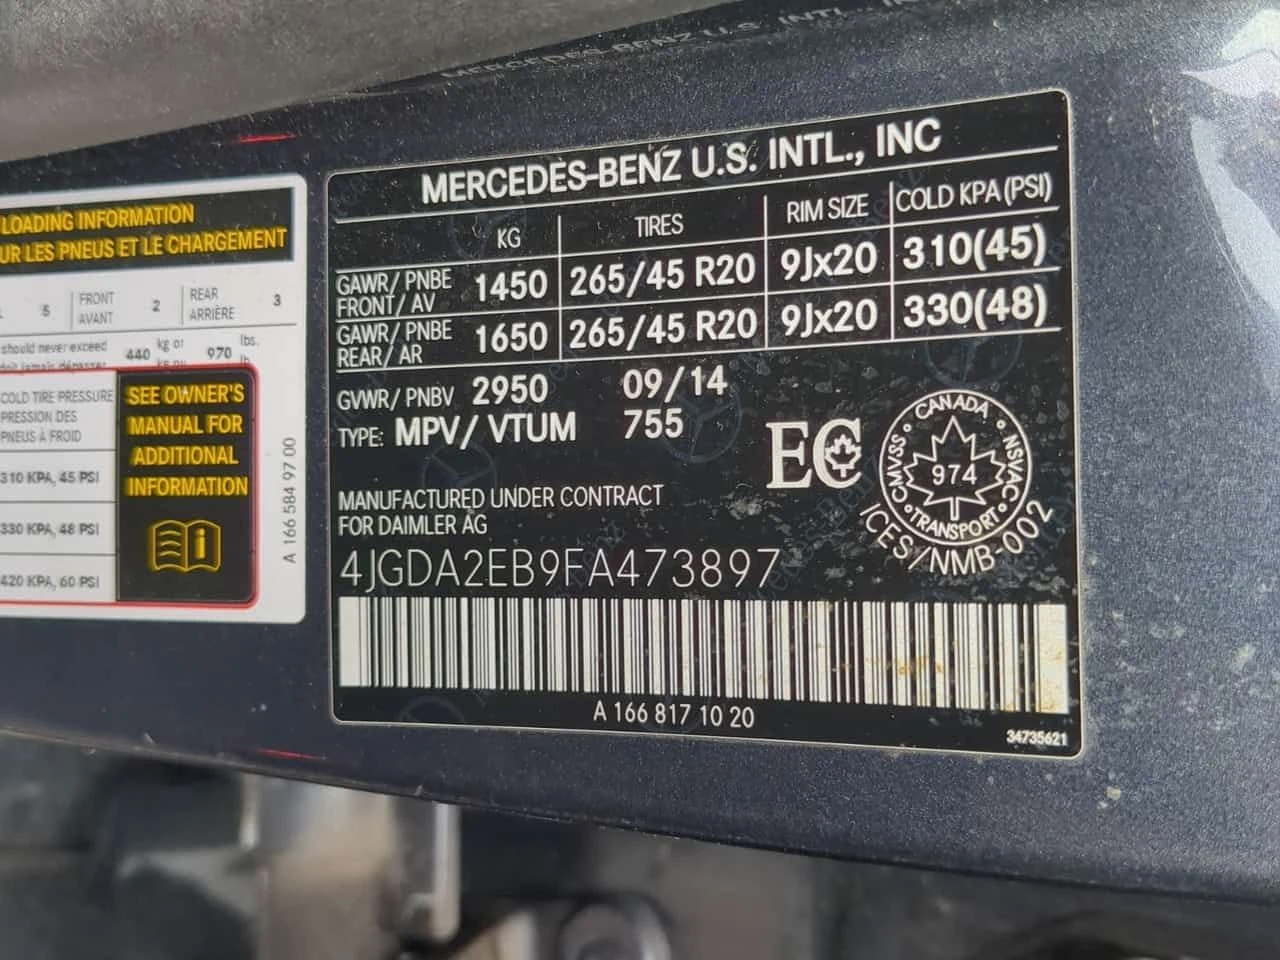 MERCEDES-BENZ U.S. INTL., INC
LOADING INFORMATION
UR LES PNEUS ET LE CHARGEMENT
5 FRONT AVANT 2 REAR ARRIÈRE 3
should never exceed 440 kg or 970 lbs.
COLD TIRE PRESSURE
PRESSION DES
PNEUS À FROID
310 KPA, 45 PSI
330 KPA, 48 PSI
420 KPA, 60 PSI
SEE OWNER'S
MANUAL FOR
ADDITIONAL
INFORMATION
A 166 584 97 00
MERCEDES-BENZ U.S. INTL., INC
KG TIRES RIM SIZE COLD KPA (PSI)
GAWR/ PNBE
FRONT/ AV 1450 265/45 R20 9Jx20 310(45)
GAWR/ PNBE
REAR/ AR 1650 265/45 R20 9Jx20 330(48)
GVWR/ PNBV 2950 09/14
TYPE: MPV/ VTUM 755
EC
CANADA
CMVSS NSVAC
974
TRANSPORT
ICES/NMB-002
MANUFACTURED UNDER CONTRACT
FOR DAIMLER AG
4JGDA2EB9FA473897
A 166 817 10 20
34735621